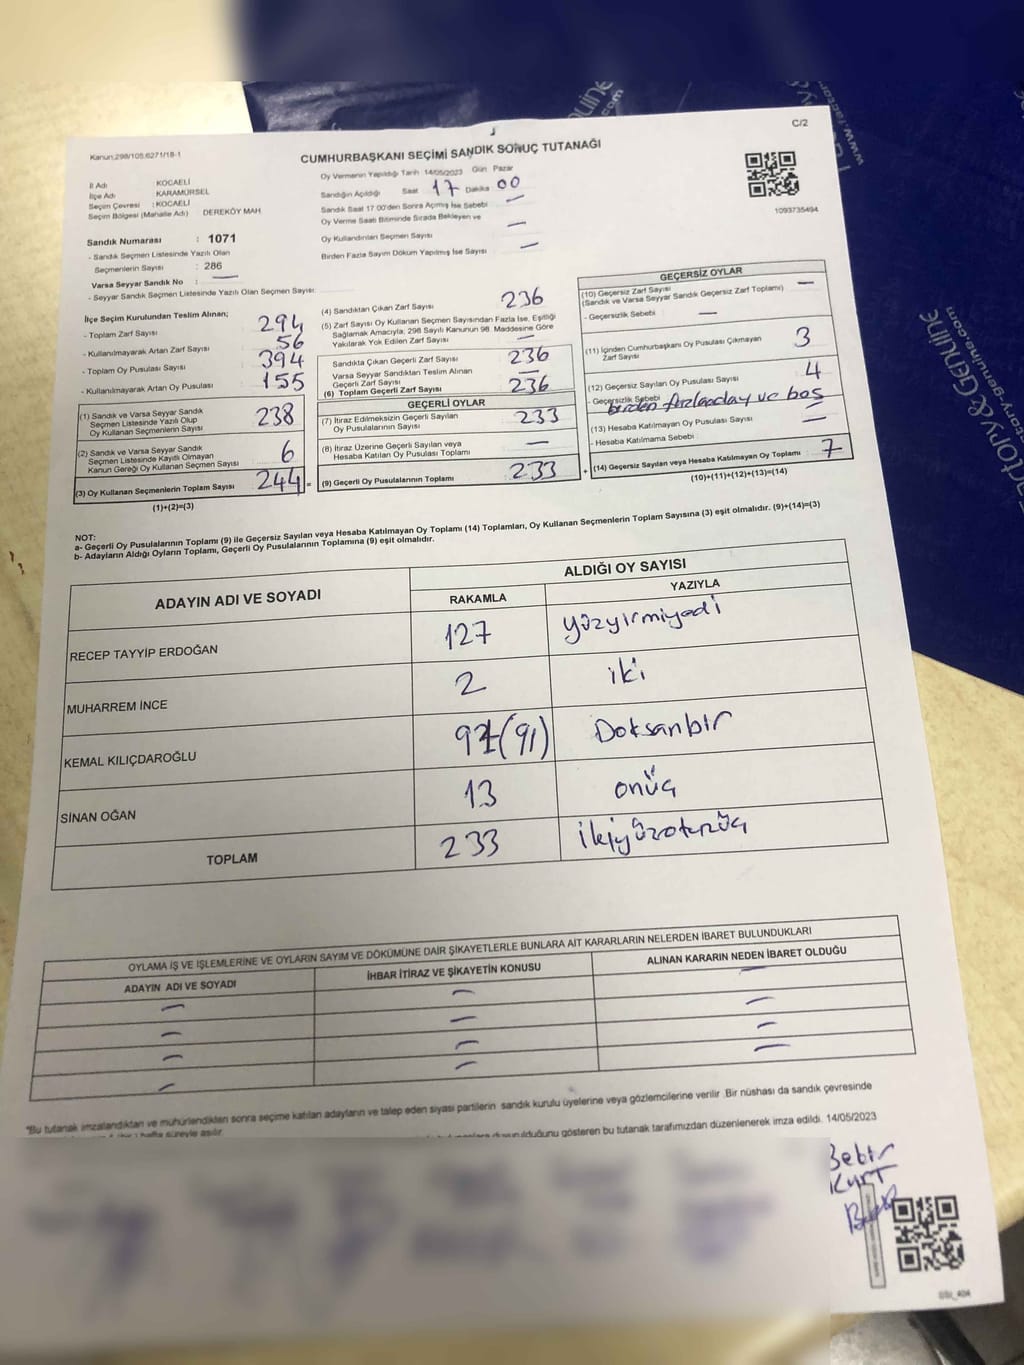 C/2
Kanun:298/105,6271/18-1
CUMHURBAŞKANI SEÇİMİ SANDIK SONUÇ TUTANAĞI
İl Adı KOCAELİ
İlçe Adı KARAMÜRSEL
Seçim Çevresi : KOCAELİ
Seçim Bölgesi (Mahalle Adı) DEREKÖY MAH
Oy Vermenin Yapıldığı Tarih 14/05/2023 Gün Pazar
Sandığın Açıldığı Saat 17 Dakika 00
Sandık Saat 17 00'den Sonra Açmış İse Sebebi —
Oy Verme Saati Bitiminde Sırada Bekleyen ve
Oy Kullandırılan Seçmen Sayısı —
Birden Fazla Sayım Döküm Yapılmış İse Sayısı —
1093735494
Sandık Numarası : 1071
- Sandık Seçmen Listesinde Yazılı Olan
Seçmenlerin Sayısı : 286
Varsa Seyyar Sandık No : —
- Seyyar Sandık Seçmen Listesinde Yazılı Olan Seçmen Sayısı:
İlçe Seçim Kurulundan Teslim Alınan;
- Toplam Zarf Sayısı 294
- Kullanılmayarak Artan Zarf Sayısı 56
- Toplam Oy Pusulası Sayısı 394
- Kullanılmayarak Artan Oy Pusulası 155
(1) Sandık ve Varsa Seyyar Sandık
Seçmen Listesinde Yazılı Olup
Oy Kullanan Seçmenlerin Sayısı 238
(2) Sandık ve Varsa Seyyar Sandık
Seçmen Listesinde Kayıtlı Olmayan
Kanun Gereği Oy Kullanan Seçmen Sayısı 6
(3) Oy Kullanan Seçmenlerin Toplam Sayısı 244 =
(1)+(2)=(3)
(4) Sandıktan Çıkan Zarf Sayısı 236
(5) Zarf Sayısı Oy Kullanan Seçmen Sayısından Fazla İse, Eşitliği
Sağlamak Amacıyla; 298 Sayılı Kanunun 98. Maddesine Göre
Yakılarak Yok Edilen Zarf Sayısı —
Sandıkta Çıkan Geçerli Zarf Sayısı 236
Varsa Seyyar Sandıktan Teslim Alınan
Geçerli Zarf Sayısı —
(6) Toplam Geçerli Zarf Sayısı 236
GEÇERLİ OYLAR
(7) İtiraz Edilmeksizin Geçerli Sayılan
Oy Pusulalarının Sayısı 233
(8) İtiraz Üzerine Geçerli Sayılan veya
Hesaba Katılan Oy Pusulası Toplamı —
(9) Geçerli Oy Pusulalarının Toplamı 233 +
GEÇERSİZ OYLAR
(10) Geçersiz Zarf Sayısı
(Sandık ve Varsa Seyyar Sandık Geçersiz Zarf Toplamı) —
- Geçersizlik Sebebi —
(11) İçinden Cumhurbaşkanı Oy Pusulası Çıkmayan
Zarf Sayısı 3
(12) Geçersiz Sayılan Oy Pusulası Sayısı 4
- Geçersizlik Sebebi birden fazla aday ve boş
(13) Hesaba Katılmayan Oy Pusulası Sayısı —
- Hesaba Katılmama Sebebi —
(14) Geçersiz Sayılan veya Hesaba Katılmayan Oy Toplamı 7
(10)+(11)+(12)+(13)=(14)
NOT:
a- Geçerli Oy Pusulalarının Toplamı (9) ile Geçersiz Sayılan veya Hesaba Katılmayan Oy Toplamı (14) Toplamları, Oy Kullanan Seçmenlerin Toplam Sayısına (3) eşit olmalıdır. (9)+(14)=(3)
b- Adayların Aldığı Oyların Toplamı, Geçerli Oy Pusulalarının Toplamına (9) eşit olmalıdır.
ADAYIN ADI VE SOYADI
ALDIĞI OY SAYISI
RAKAMLA YAZIYLA
RECEP TAYYİP ERDOĞAN 127 yüzyirmiyedi
MUHARREM İNCE 2 iki
KEMAL KILIÇDAROĞLU 91 (91) Doksanbir
SİNAN OĞAN 13 onüç
TOPLAM 233 ikiyüzotuzüç
OYLAMA İŞ VE İŞLEMLERİNE VE OYLARIN SAYIM VE DÖKÜMÜNE DAİR ŞİKAYETLERLE BUNLARA AİT KARARLARIN NELERDEN İBARET BULUNDUKLARI
ADAYIN ADI VE SOYADI İHBAR İTİRAZ VE ŞİKAYETİN KONUSU ALINAN KARARIN NEDEN İBARET OLDUĞU
— — —
— — —
— — —
— — —
"Bu tutanak imzalandıktan ve mühürlendikten sonra seçime katılan adayların ve talep eden siyasi partilerin sandık kurulu üyelerine veya gözlemcilerine verilir. Bir nüshası da sandık çevresinde
hafta süreyle asılır duyurulduğunu gösteren bu tutanak tarafımızdan düzenlenerek imza edildi. 14/05/2023
Kurt
Factory&Genuine
www.factory-genuine.com